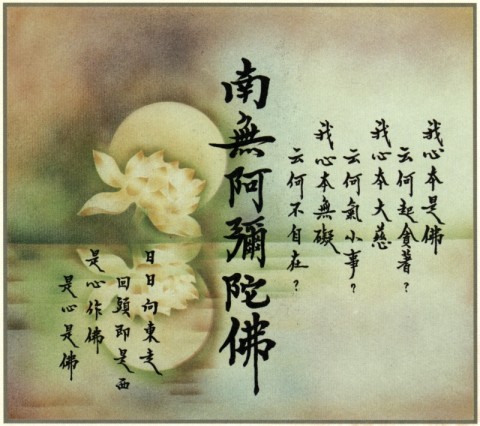 我心本是佛
云何起貪著？
我心本大慈
云何氣小事？
我心本無礙
云何不自在？
南無阿彌陀佛
日日向東走
回頭即是西
是心作佛
是心是佛